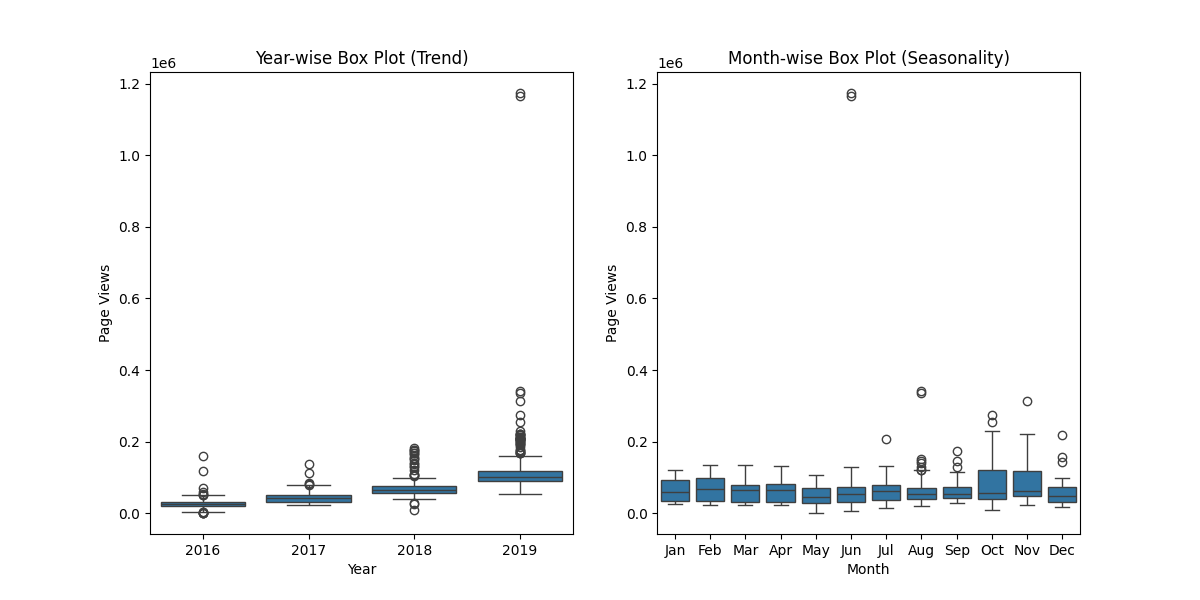 Year-wise Box Plot (Trend)
1e6
1.2
1.0
0.8
0.6
0.4
0.2
0.0
Page Views
2016 2017 2018 2019
Year
Month-wise Box Plot (Seasonality)
1e6
1.2
1.0
0.8
0.6
0.4
0.2
0.0
Page Views
Jan Feb Mar Apr May Jun Jul Aug Sep Oct Nov Dec
Month